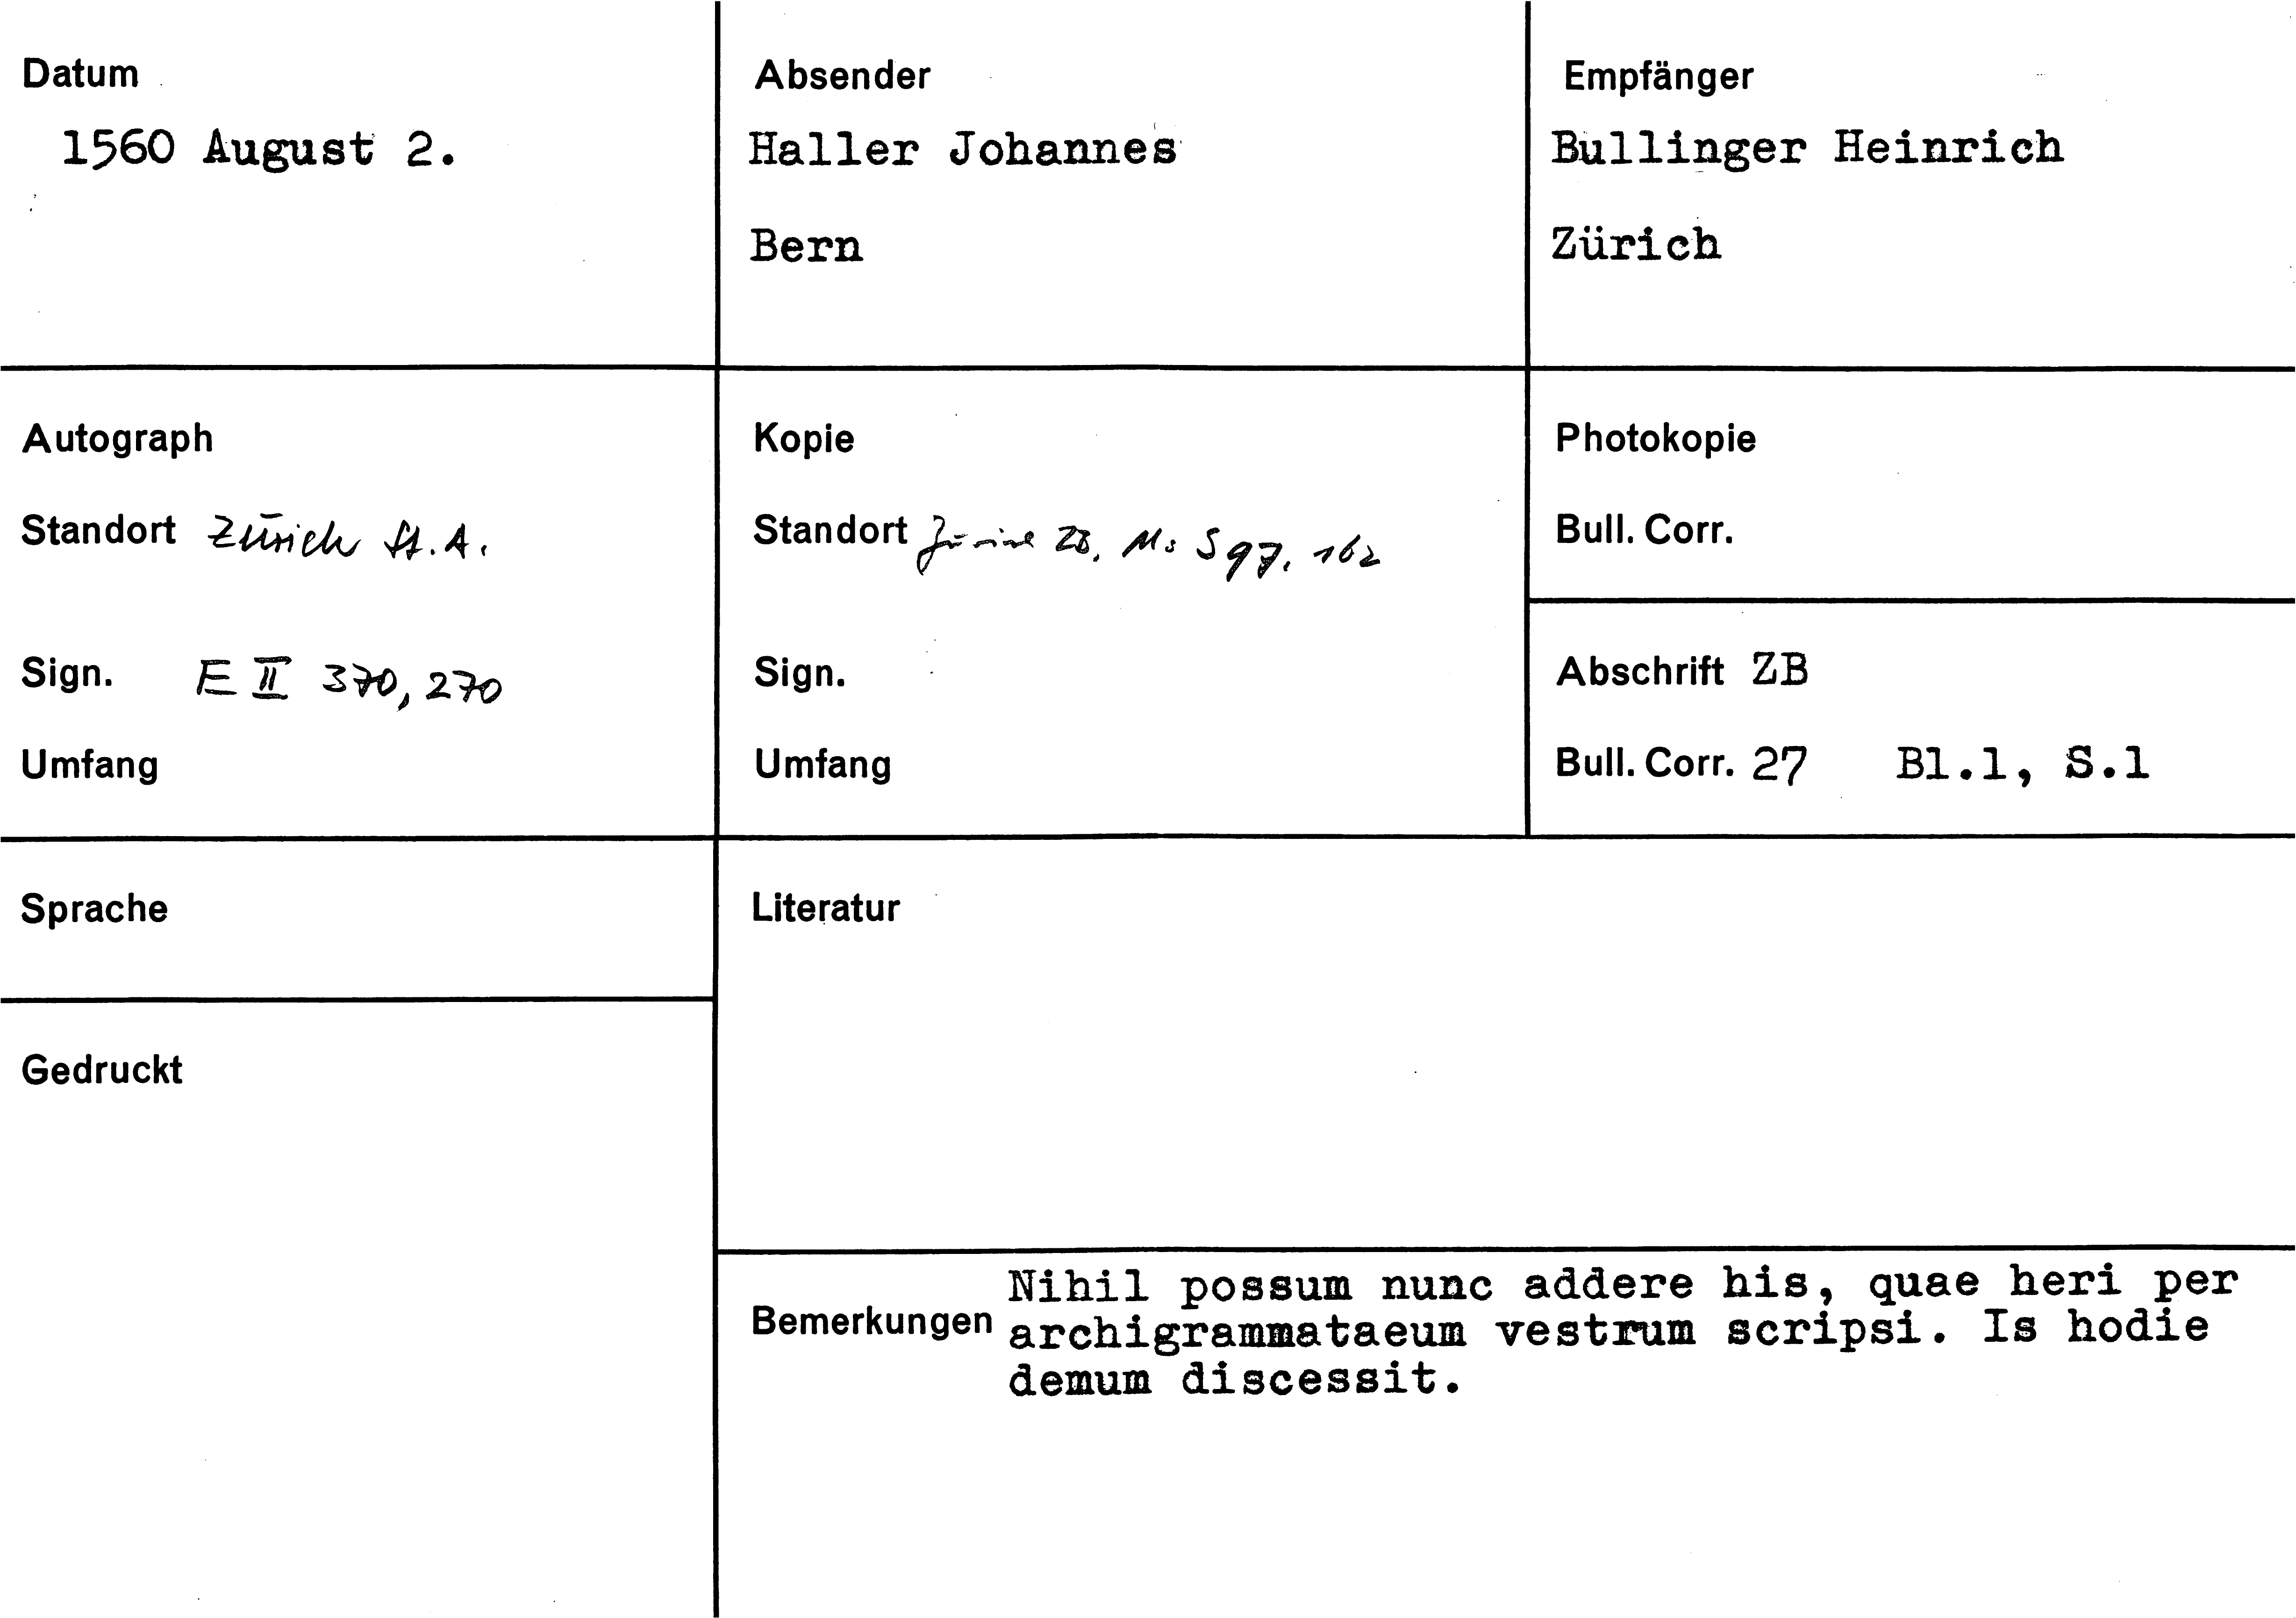 Datum
1560 August 2.
Absender
Haller Johannes
Bern
Empfänger
Bullinger Heinrich
Zürich
Autograph
Standort Zürich St.A.
Sign. E II 370, 270
Umfang
Kopie
Standort Zürich ZB, Ms S 97, 162
Sign.
Umfang
Photokopie
Bull. Corr.
Abschrift ZB
Bull. Corr. 27 Bl.1, S.1
Sprache
Gedruckt
Literatur
Bemerkungen
Nihil possum nunc addere his, quae heri per
archigrammataeum vestrum scripsi. Is hodie
demum discessit.